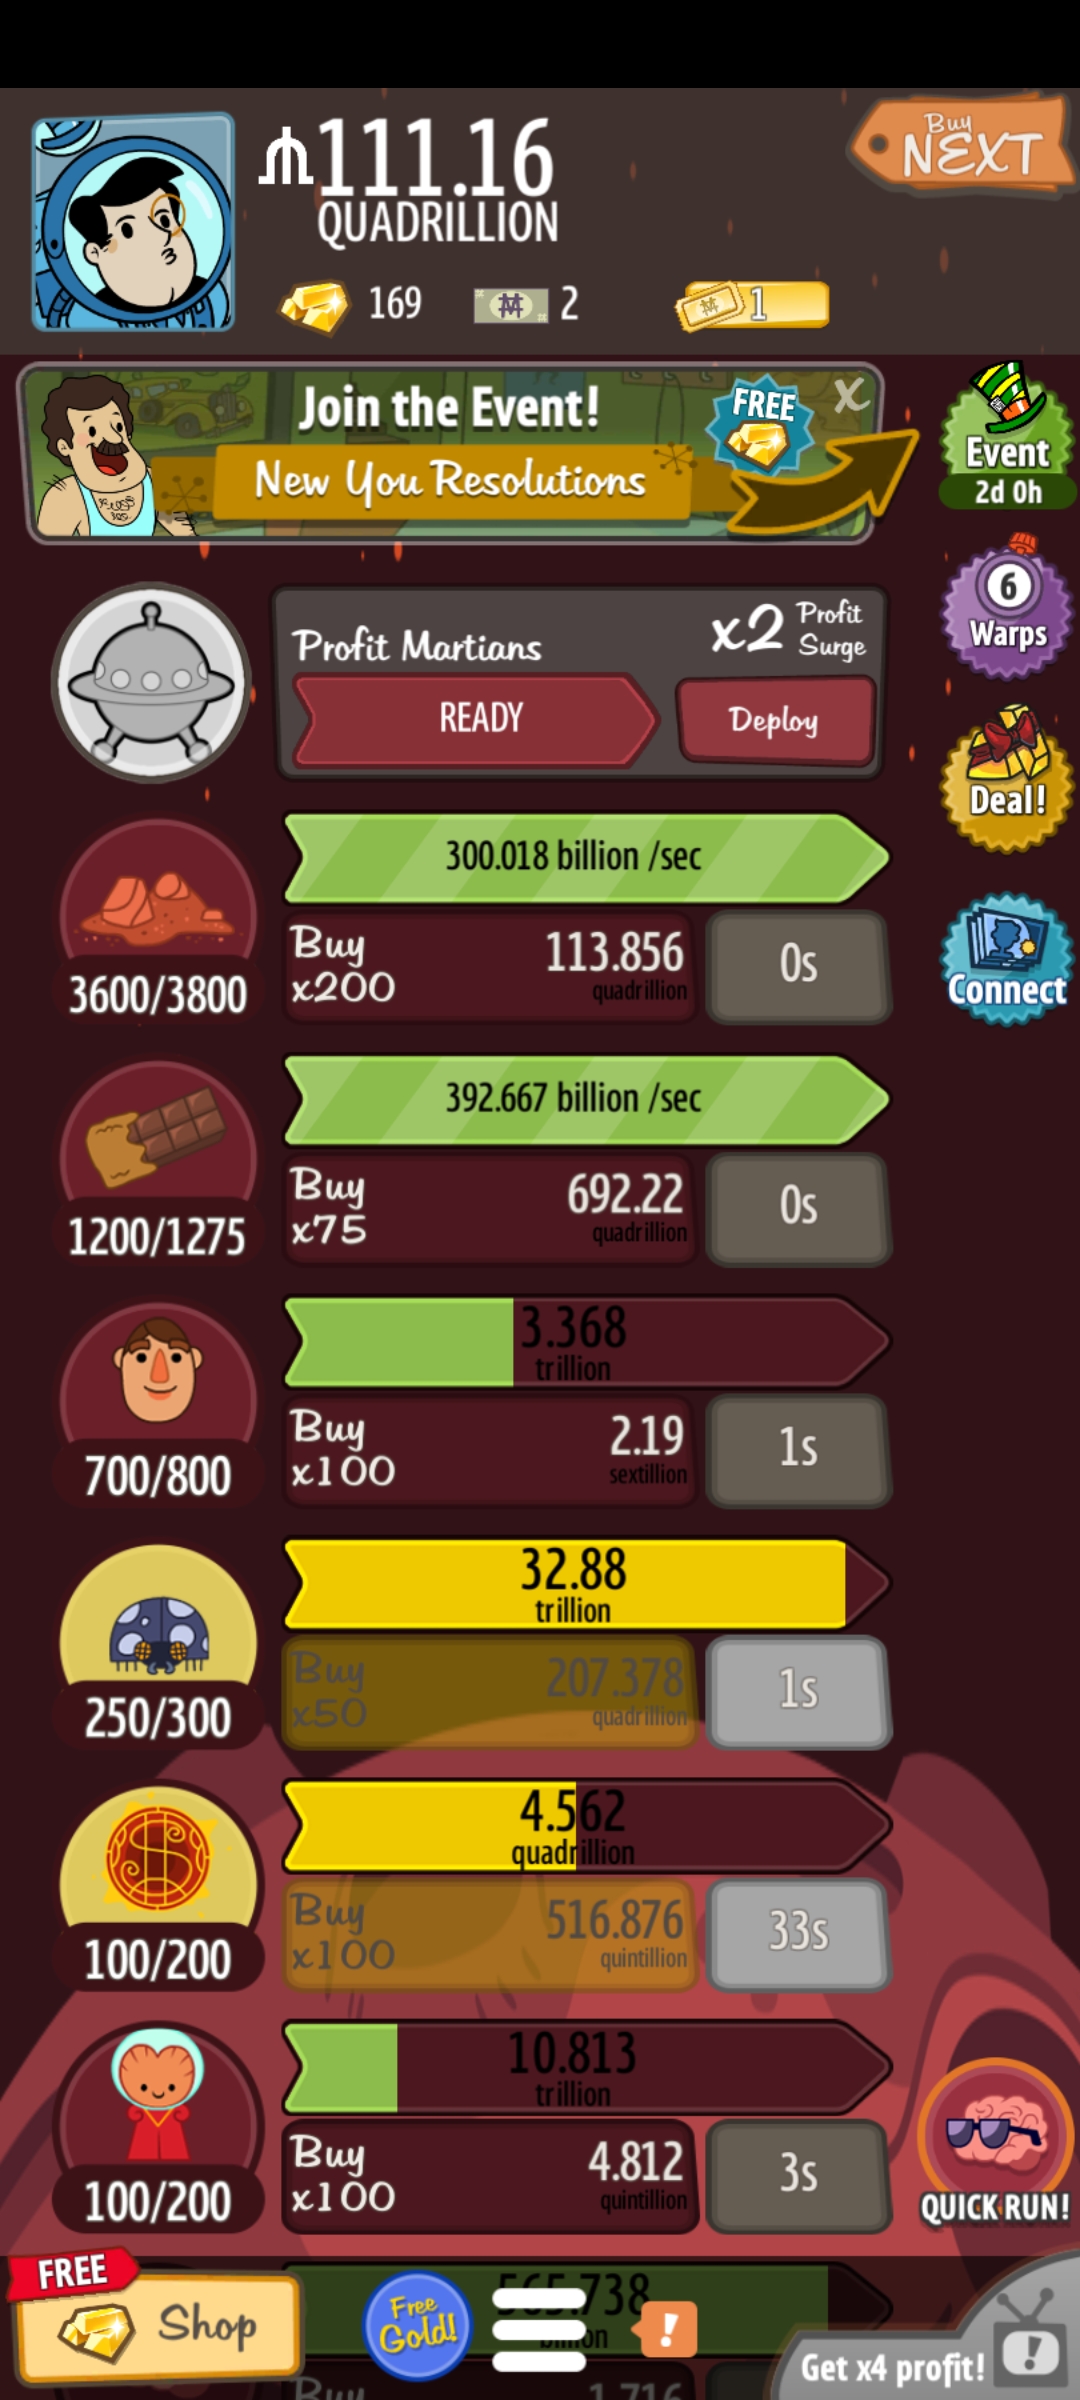 111.16
QUADRILLION
Buy
NEXT
169
2
1
Join the Event!
FREE
X
New You Resolutions
Event
2d 0h
6
Warps
Profit Martians
x2 Profit
Surge
READY
Deploy
Deal!
300.018 billion /sec
Buy
x200
113.856
quadrillion
0s
3600/3800
Connect
392.667 billion /sec
Buy
x75
692.22
quadrillion
0s
1200/1275
3.368
trillion
Buy
x100
2.19
sextillion
1s
700/800
32.88
trillion
Buy
x50
207.378
quadrillion
1s
250/300
4.562
quadrillion
Buy
x100
516.876
quintillion
33s
100/200
10.813
trillion
Buy
x100
4.812
quintillion
3s
100/200
QUICK RUN!
FREE
Shop
Free
Gold!
565.738
!
Get x4 profit!
!
Buy
1.716